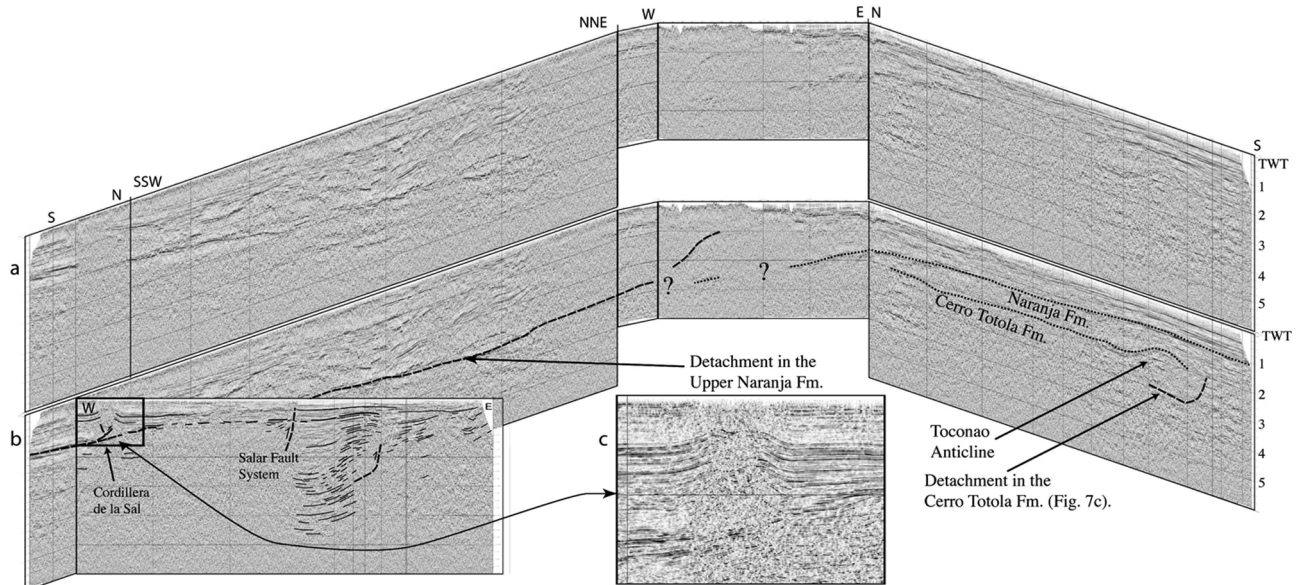 NNE
W
E N
S
N
SSW
S
TWT
1
2
3
4
5
a
?
?
Naranja Fm.
Cerro Totola Fm.
TWT
1
2
3
4
5
Detachment in the
Upper Naranja Fm.
b
W
E
Salar Fault
System
Cordillera
de la Sal
c
Toconao
Anticline
Detachment in the
Cerro Totola Fm. (Fig. 7c).